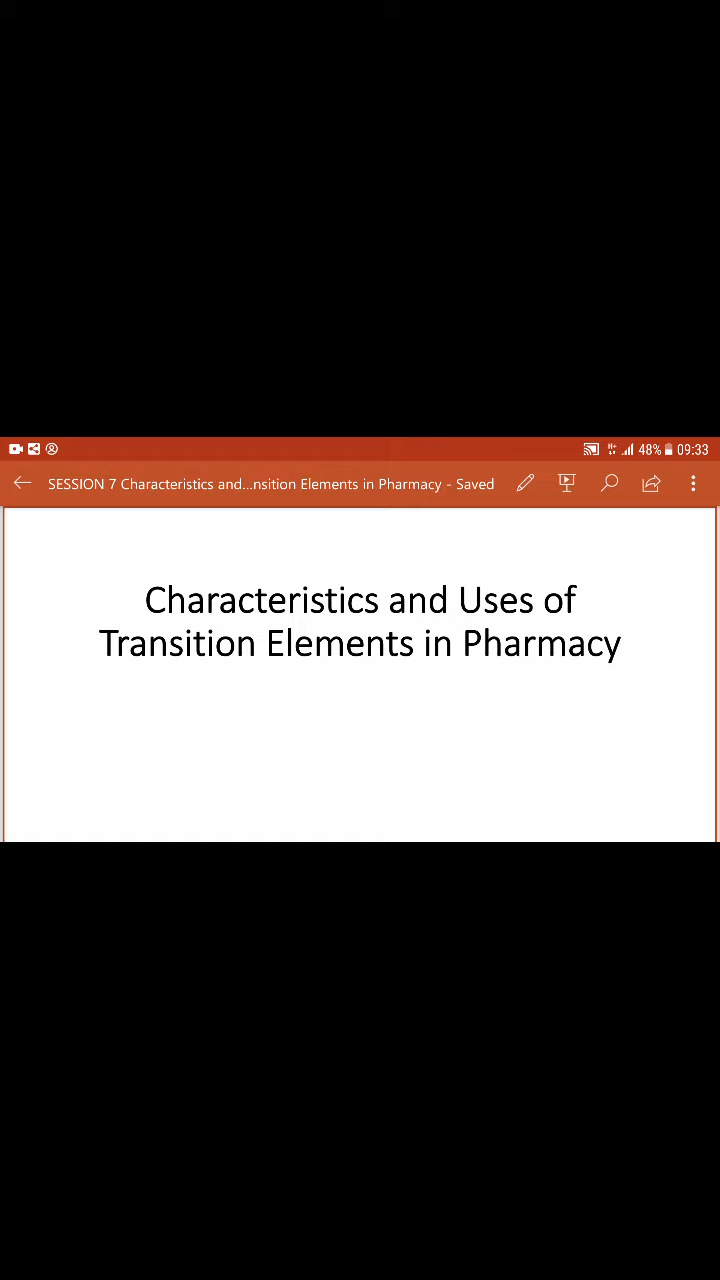 48% 09:33
SESSION 7 Characteristics and...nsition Elements in Pharmacy - Saved
Characteristics and Uses of
Transition Elements in Pharmacy